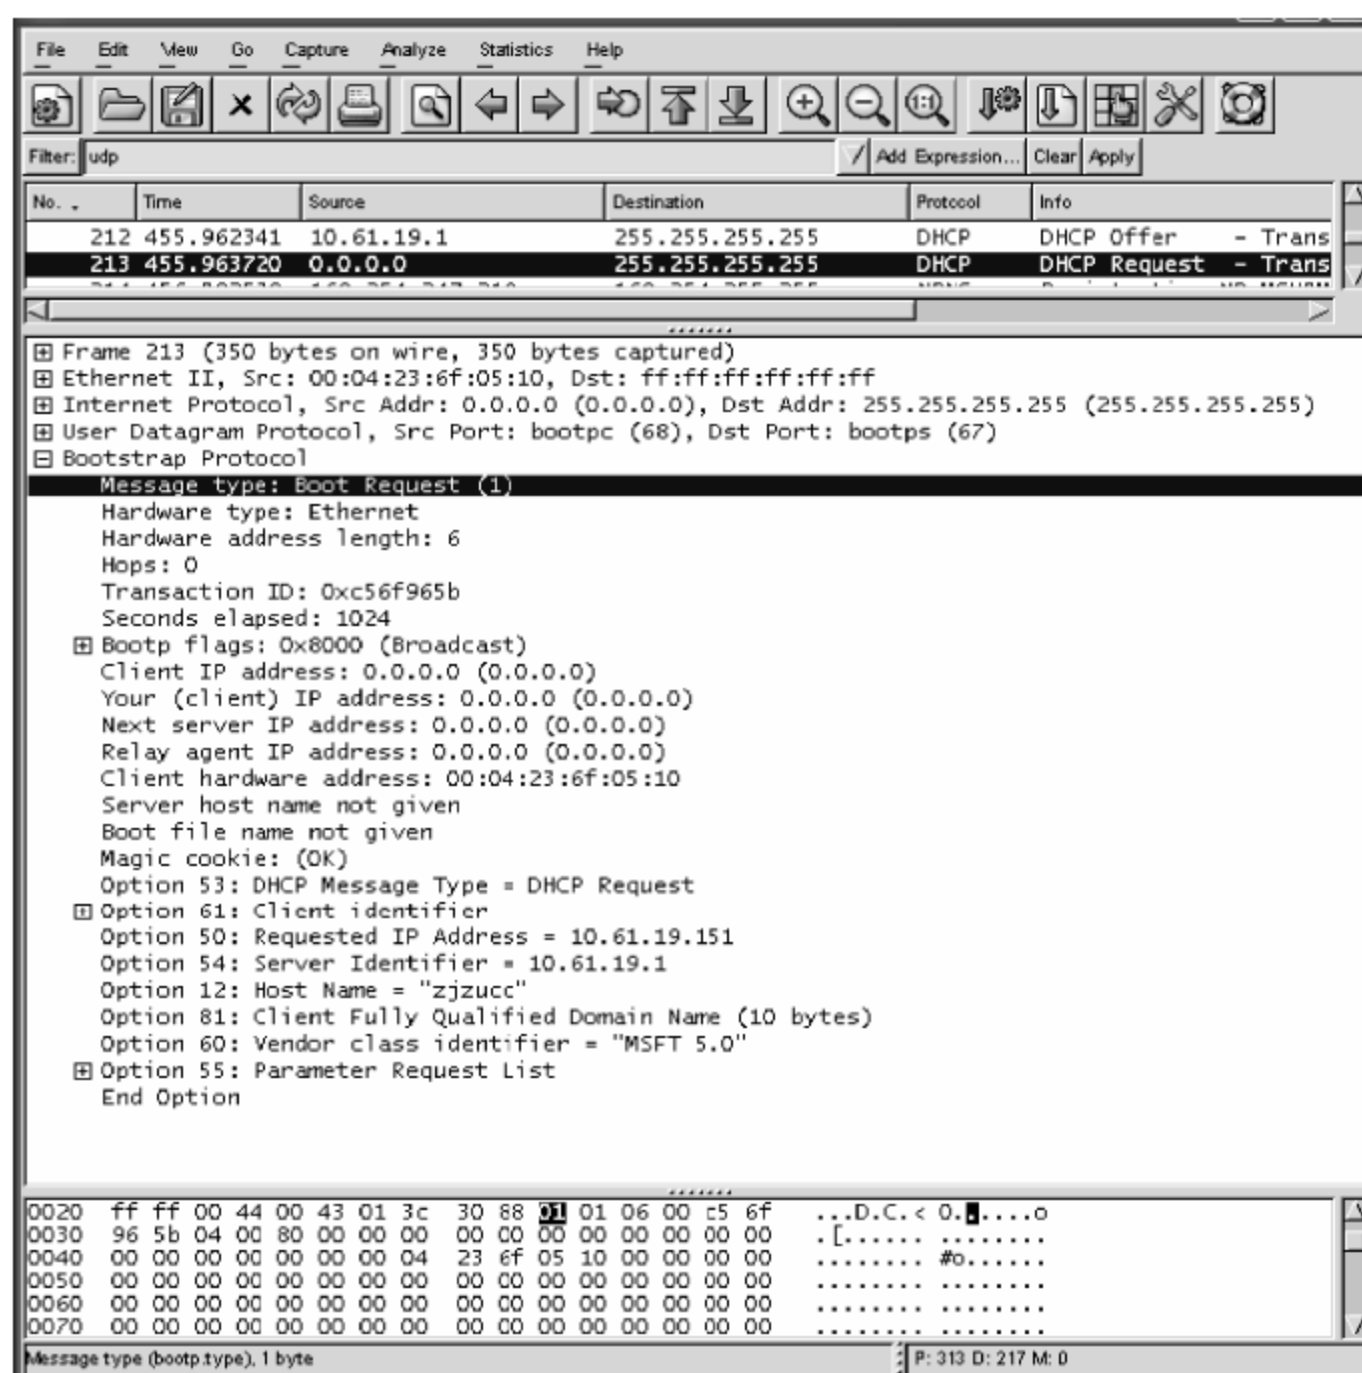 File Edit View Go Capture Analyze Statistics Help
Filter: udp Add Expression... Clear Apply
No. Time Source Destination Protocol Info
212 455.962341 10.61.19.1 255.255.255.255 DHCP DHCP Offer - Trans
213 455.963720 0.0.0.0 255.255.255.255 DHCP DHCP Request - Trans
Frame 213 (350 bytes on wire, 350 bytes captured)
Ethernet II, Src: 00:04:23:6f:05:10, Dst: ff:ff:ff:ff:ff:ff
Internet Protocol, Src Addr: 0.0.0.0 (0.0.0.0), Dst Addr: 255.255.255.255 (255.255.255.255)
User Datagram Protocol, Src Port: bootpc (68), Dst Port: bootps (67)
Bootstrap Protocol
Message type: Boot Request (1)
Hardware type: Ethernet
Hardware address length: 6
Hops: 0
Transaction ID: 0xc56f965b
Seconds elapsed: 1024
Bootp flags: 0x8000 (Broadcast)
Client IP address: 0.0.0.0 (0.0.0.0)
Your (client) IP address: 0.0.0.0 (0.0.0.0)
Next server IP address: 0.0.0.0 (0.0.0.0)
Relay agent IP address: 0.0.0.0 (0.0.0.0)
Client hardware address: 00:04:23:6f:05:10
Server host name not given
Boot file name not given
Magic cookie: (OK)
Option 53: DHCP Message Type = DHCP Request
Option 61: Client identifier
Option 50: Requested IP Address = 10.61.19.151
Option 54: Server Identifier = 10.61.19.1
Option 12: Host Name = "zjzucc"
Option 81: Client Fully Qualified Domain Name (10 bytes)
Option 60: Vendor class identifier = "MSFT 5.0"
Option 55: Parameter Request List
End Option
0020 ff ff 00 44 00 43 01 3c 30 88 01 01 06 00 c5 6f ...D.C.< 0......o
0030 96 5b 04 00 80 00 00 00 00 00 00 00 00 00 00 00 .[...... ........
0040 00 00 00 00 00 00 00 04 23 6f 05 10 00 00 00 00 ........ #o......
0050 00 00 00 00 00 00 00 00 00 00 00 00 00 00 00 00 ........ ........
0060 00 00 00 00 00 00 00 00 00 00 00 00 00 00 00 00 ........ ........
0070 00 00 00 00 00 00 00 00 00 00 00 00 00 00 00 00 ........ ........
Message type (bootp.type), 1 byte P: 313 D: 217 M: 0